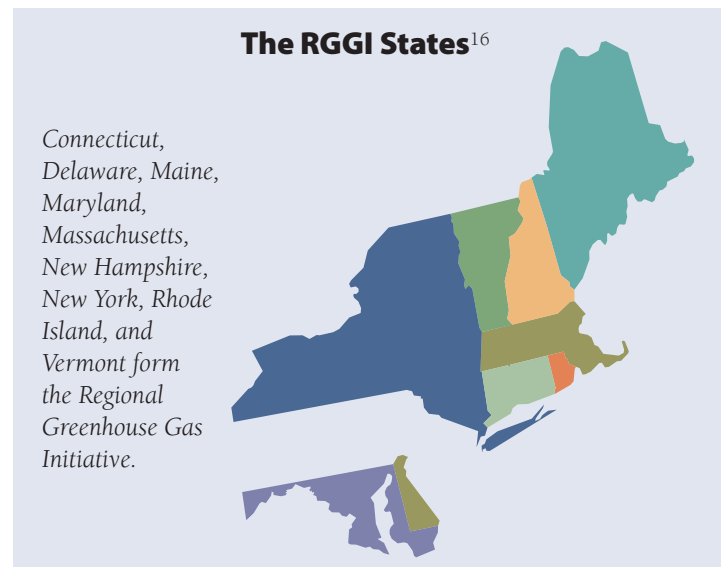 The RGGI States16
Connecticut,
Delaware, Maine,
Maryland,
Massachusetts,
New Hampshire,
New York, Rhode
Island, and
Vermont form
the Regional
Greenhouse Gas
Initiative.